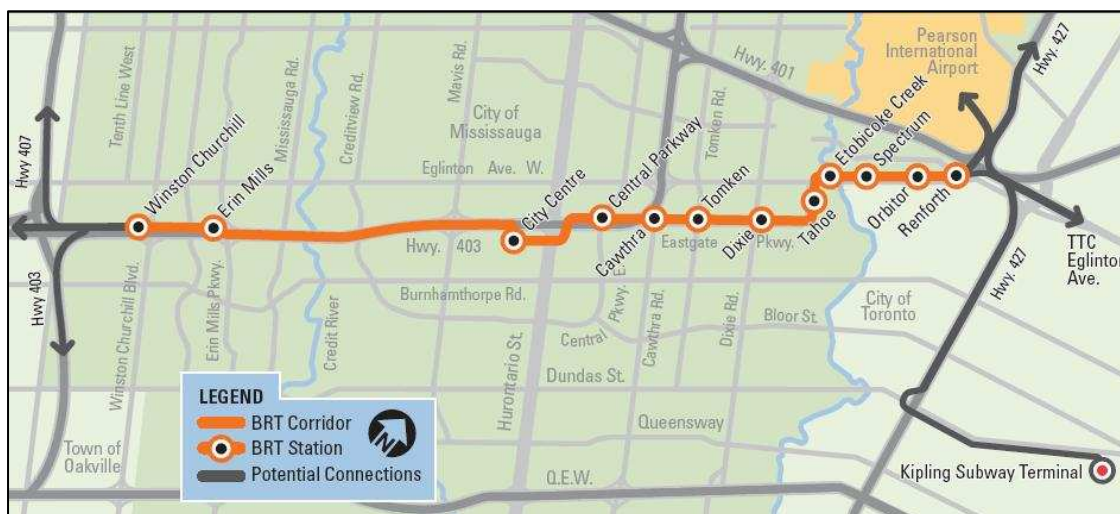 Hwy 407
Tenth Line West
Winston Churchill
Erin Mills
Mississauga Rd.
Creditview Rd.
Mavis Rd.
City of
Mississauga
Eglinton Ave. W.
City Centre
Central Parkway
Hwy. 401
Tomken Rd.
Tomken
Etobicoke Creek
Spectrum
Pearson
International
Airport
Hwy. 427
Hwy 403
Winston Churchill Blvd.
Erin Mills Pkwy.
Credit River
Hwy. 403
Burnhamthorpe Rd.
Hurontario St.
Cawthra
Eastgate Pkwy.
Dixie
Tahoe
Orbitor
Renforth
TTC
Eglinton
Ave.
Hwy. 427
Central Pkwy. E.
Cawthra Rd.
Dixie Rd.
Bloor St.
City of
Toronto
Dundas St.
Queensway
Q.E.W.
Town of
Oakville
LEGEND
BRT Corridor
BRT Station
Potential Connections
N
Kipling Subway Terminal